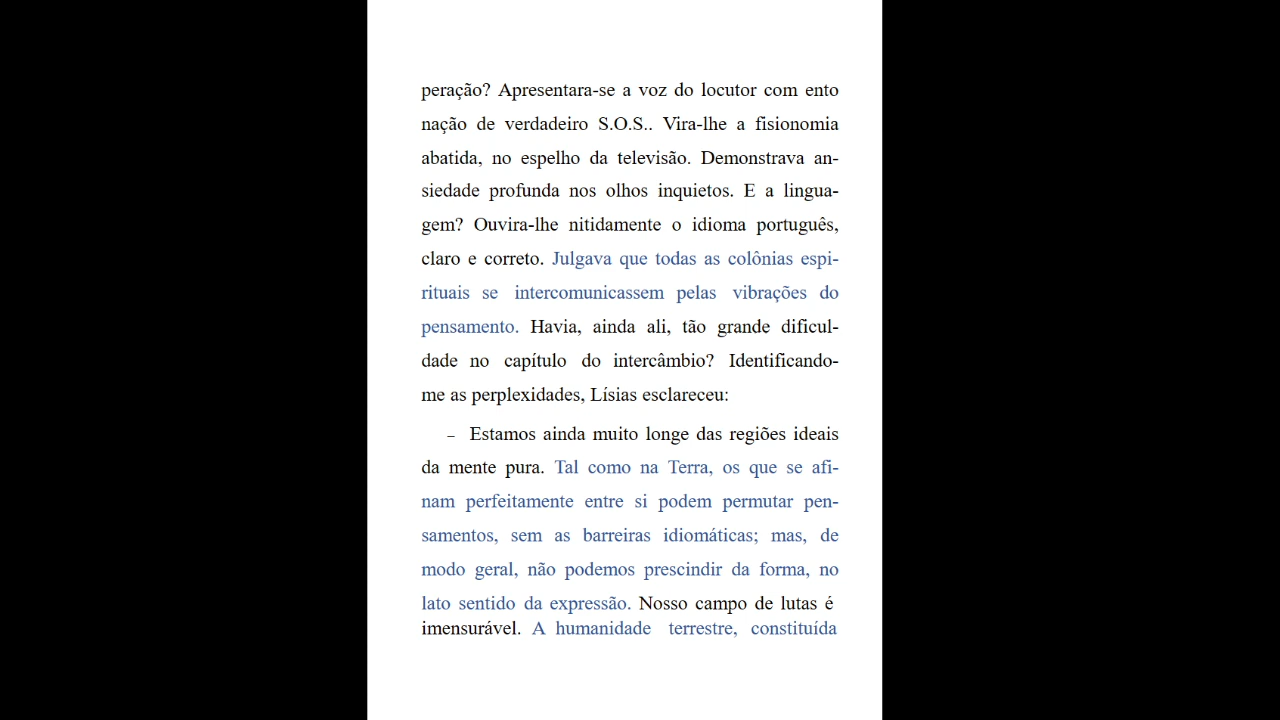 peração? Apresentara-se a voz do locutor com ento
nação de verdadeiro S.O.S.. Vira-lhe a fisionomia
abatida, no espelho da televisão. Demonstrava an-
siedade profunda nos olhos inquietos. E a lingua-
gem? Ouvira-lhe nitidamente o idioma português,
claro e correto. Julgava que todas as colônias espi-
rituais se intercomunicassem pelas vibrações do
pensamento. Havia, ainda ali, tão grande dificul-
dade no capítulo do intercâmbio? Identificando-
me as perplexidades, Lísias esclareceu:
– Estamos ainda muito longe das regiões ideais
da mente pura. Tal como na Terra, os que se afi-
nam perfeitamente entre si podem permutar pen-
samentos, sem as barreiras idiomáticas; mas, de
modo geral, não podemos prescindir da forma, no
lato sentido da expressão. Nosso campo de lutas é
imensurável. A humanidade terrestre, constituída